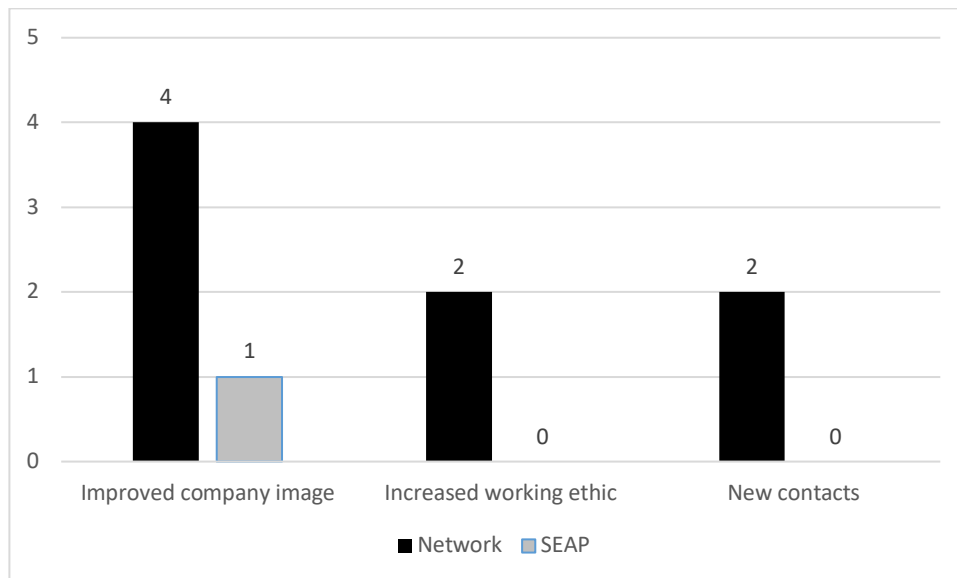 5
4
4
3
2
2
2
1
1
0
0
0
Improved company image
Increased working ethic
New contacts
Network
SEAP